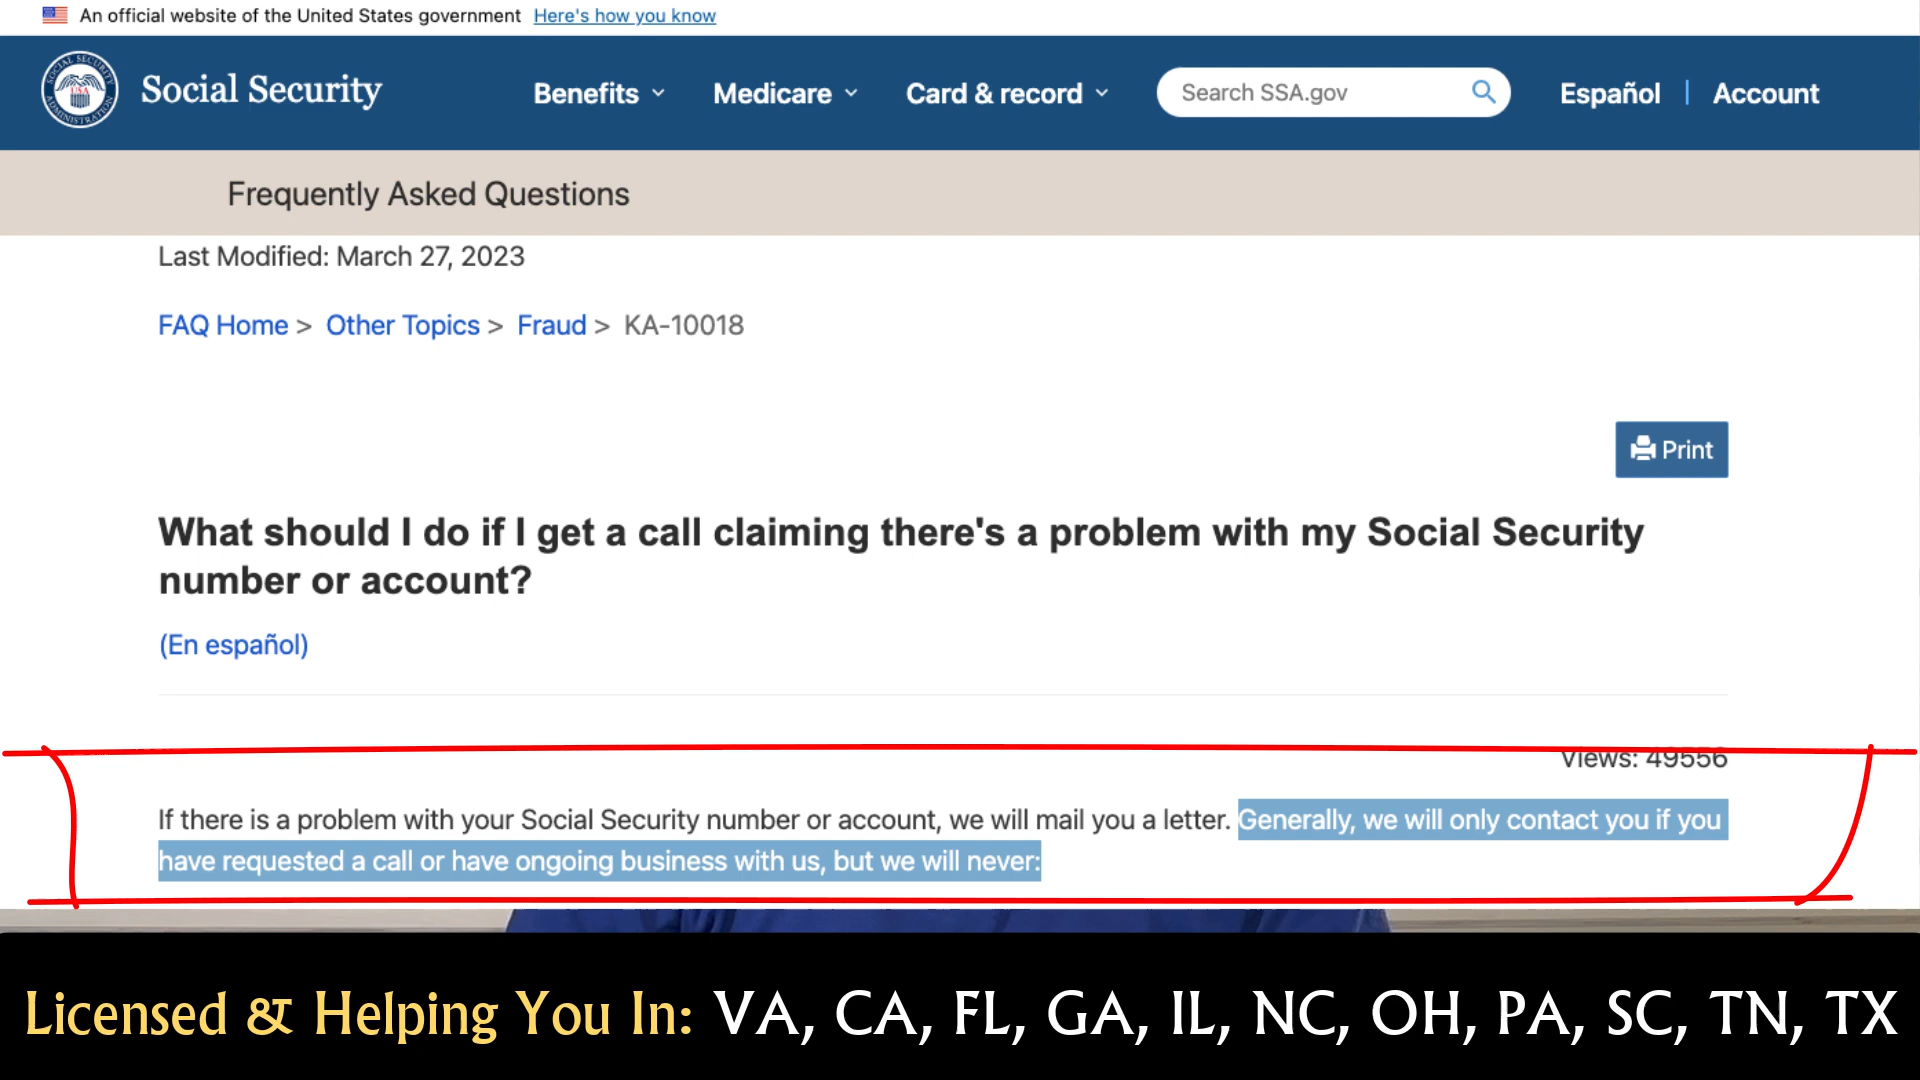 An official website of the United States government Here's how you know
Social Security Benefits Medicare Card & record Search SSA.gov Español | Account
SOCIAL SECURITY ADMINISTRATION
USA
Frequently Asked Questions
Last Modified: March 27, 2023
FAQ Home > Other Topics > Fraud > KA-10018
Print
What should I do if I get a call claiming there's a problem with my Social Security
number or account?
(En español)
Views: 49556
If there is a problem with your Social Security number or account, we will mail you a letter. Generally, we will only contact you if you
have requested a call or have ongoing business with us, but we will never:
Licensed & Helping You In: VA, CA, FL, GA, IL, NC, OH, PA, SC, TN, TX